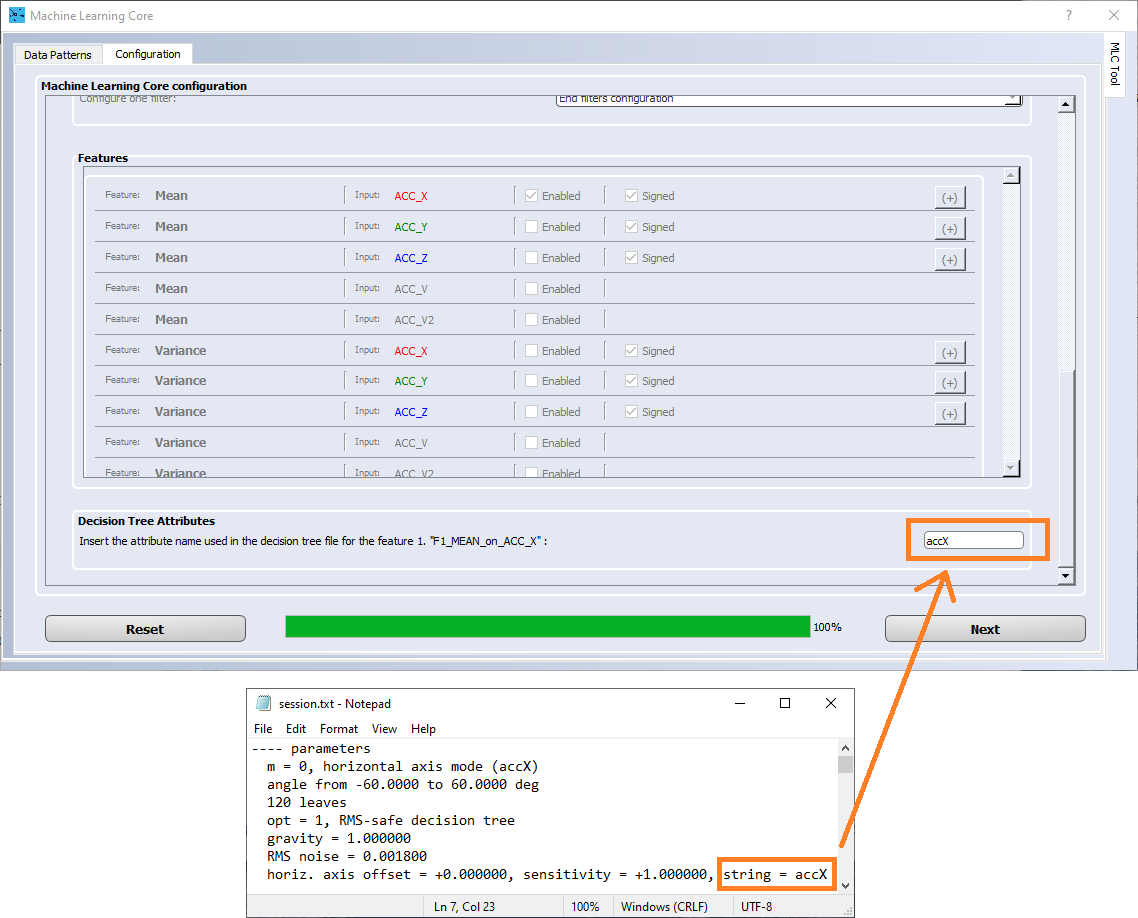 Machine Learning Core
?
MLC Tool
Data Patterns Configuration
Machine Learning Core configuration
Configure one filter: End filters configuration
Features
Feature: Mean Input: ACC_X Enabled Signed (+)
Feature: Mean Input: ACC_Y Enabled Signed (+)
Feature: Mean Input: ACC_Z Enabled Signed (+)
Feature: Mean Input: ACC_V Enabled
Feature: Mean Input: ACC_V2 Enabled
Feature: Variance Input: ACC_X Enabled Signed (+)
Feature: Variance Input: ACC_Y Enabled Signed (+)
Feature: Variance Input: ACC_Z Enabled Signed (+)
Feature: Variance Input: ACC_V Enabled
Feature: Variance Input: ACC_V2 Enabled
Decision Tree Attributes
Insert the attribute name used in the decision tree file for the feature 1. "F1_MEAN_on_ACC_X" : accX
Reset 100% Next
session.txt - Notepad
File Edit Format View Help
---- parameters
m = 0, horizontal axis mode (accX)
angle from -60.0000 to 60.0000 deg
120 leaves
opt = 1, RMS-safe decision tree
gravity = 1.000000
RMS noise = 0.001800
horiz. axis offset = +0.000000, sensitivity = +1.000000, string = accX
Ln 7, Col 23 100% Windows (CRLF) UTF-8